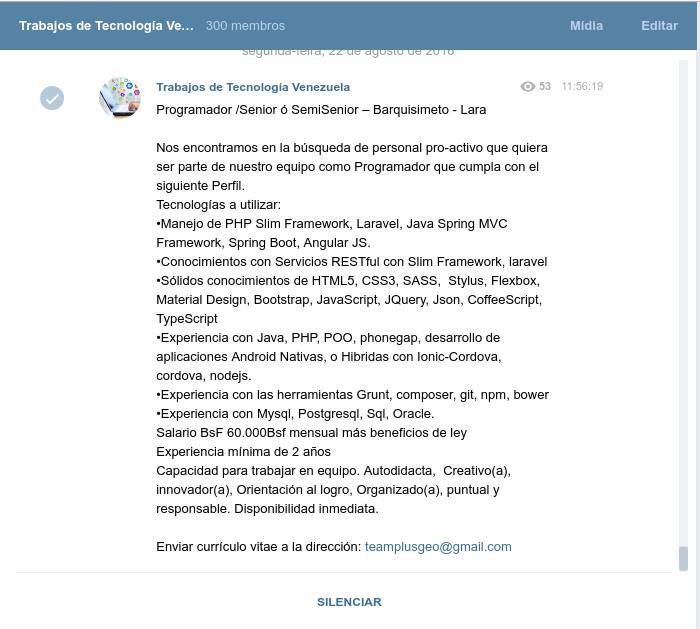 Trabajos de Tecnología Ve... 300 membros Mídia Editar
segunda-feira, 22 de agosto de 2016
Trabajos de Tecnología Venezuela 53 11:56:19
Programador /Senior ó SemiSenior – Barquisimeto - Lara
Nos encontramos en la búsqueda de personal pro-activo que quiera
ser parte de nuestro equipo como Programador que cumpla con el
siguiente Perfil.
Tecnologías a utilizar:
•Manejo de PHP Slim Framework, Laravel, Java Spring MVC
Framework, Spring Boot, Angular JS.
•Conocimientos con Servicios RESTful con Slim Framework, laravel
•Sólidos conocimientos de HTML5, CSS3, SASS, Stylus, Flexbox,
Material Design, Bootstrap, JavaScript, JQuery, Json, CoffeeScript,
TypeScript
•Experiencia con Java, PHP, POO, phonegap, desarrollo de
aplicaciones Android Nativas, o Hibridas con Ionic-Cordova,
cordova, nodejs.
•Experiencia con las herramientas Grunt, composer, git, npm, bower
•Experiencia con Mysql, Postgresql, Sql, Oracle.
Salario BsF 60.000Bsf mensual más beneficios de ley
Experiencia mínima de 2 años
Capacidad para trabajar en equipo. Autodidacta, Creativo(a),
innovador(a), Orientación al logro, Organizado(a), puntual y
responsable. Disponibilidad inmediata.
Enviar currículo vitae a la dirección: teamplusgeo@gmail.com
SILENCIAR